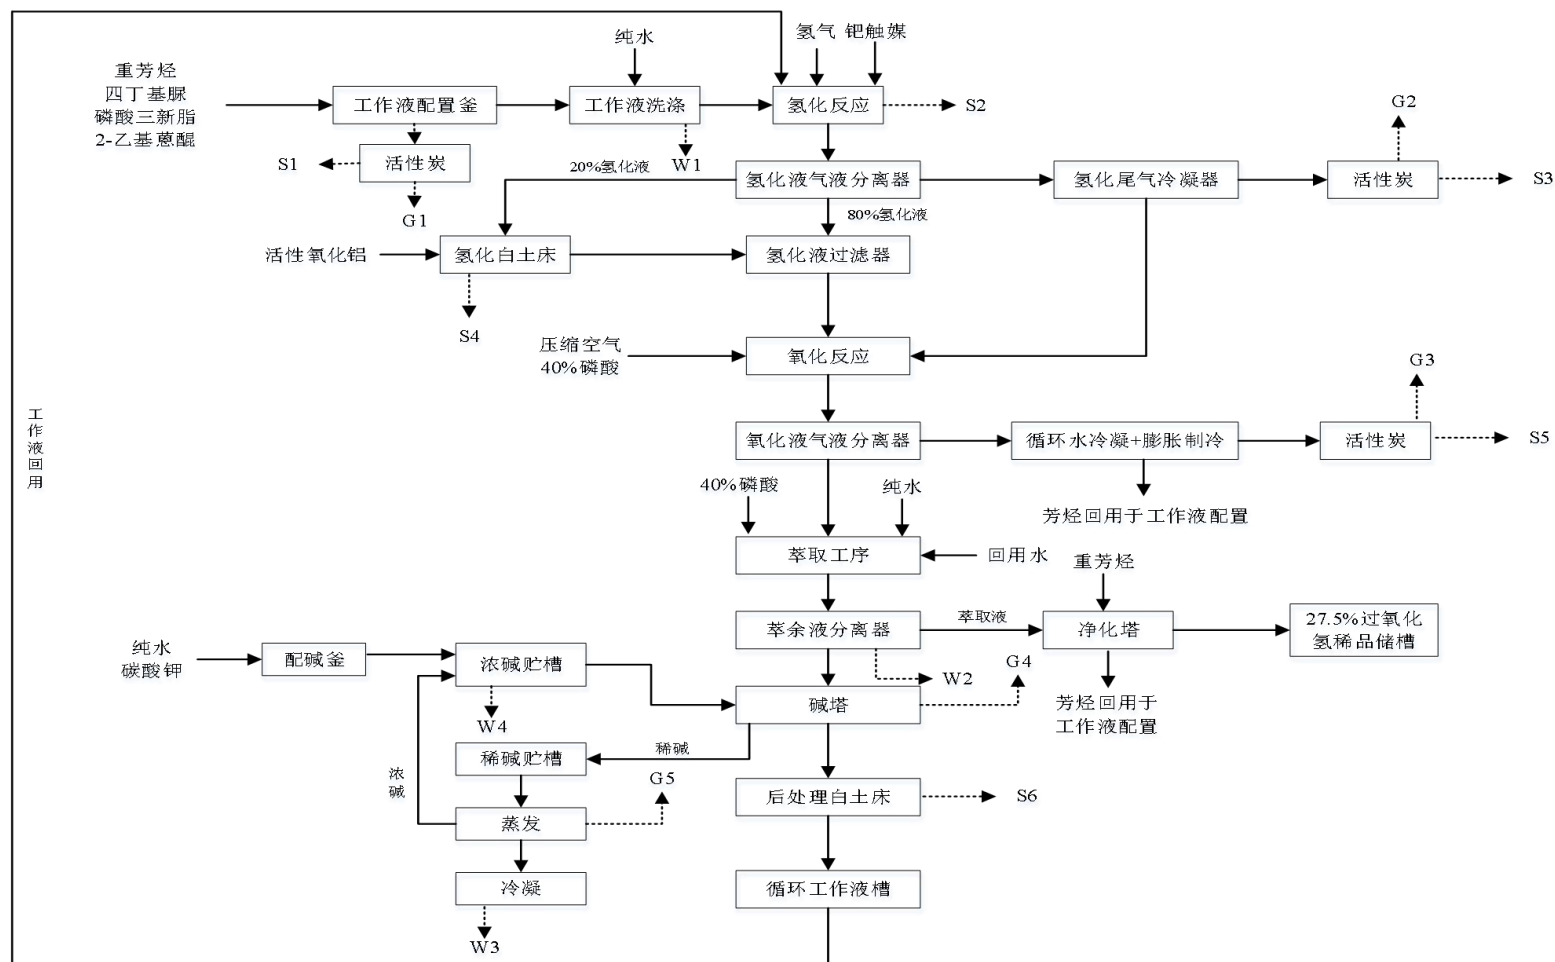 氢气 钯触媒
纯水
重芳烃
四丁基脲
磷酸三新脂
2-乙基蒽醌
工作液配置釜
工作液洗涤
氢化反应
S2
G2
S1
活性炭
W1
20%氢化液
氢化液气液分离器
氢化尾气冷凝器
活性炭
S3
G1
80%氢化液
活性氧化铝
氢化白土床
氢化液过滤器
S4
压缩空气
40%磷酸
氧化反应
G3
工作液回用
氧化液气液分离器
循环水冷凝+膨胀制冷
活性炭
S5
40%磷酸
纯水
芳烃回用于工作液配置
萃取工序
回用水
重芳烃
萃余液分离器
萃取液
净化塔
27.5%过氧化
氢稀品储槽
纯水
碳酸钾
配碱釜
浓碱贮槽
G4
W2
W4
碱塔
芳烃回用于
工作液配置
稀碱贮槽
稀碱
浓碱
G5
后处理白土床
S6
蒸发
冷凝
循环工作液槽
W3